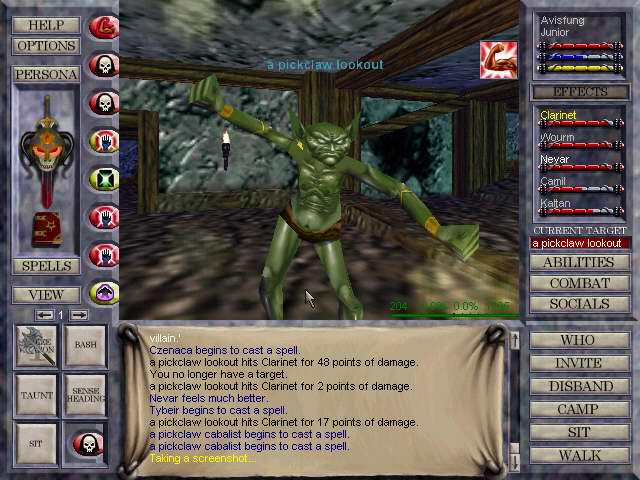 HELP
OPTIONS
PERSONA
SPELLS
VIEW
1
BASH
TAUNT
SENSE
HEADING
SIT
a pickclaw lookout
204
0.0%
villain.'
Czenaca begins to cast a spell.
a pickclaw lookout hits Clarinet for 48 points of damage.
You no longer have a target.
a pickclaw lookout hits Clarinet for 2 points of damage.
Nevar feels much better.
Tybeir begins to cast a spell.
a pickclaw lookout hits Clarinet for 17 points of damage.
a pickclaw cabalist begins to cast a spell.
a pickclaw cabalist begins to cast a spell.
Taking a screenshot...
Avisfung
Junior
EFFECTS
Clarinet
Wourm
Nevar
Camil
Kaltan
CURRENT TARGET
a pickclaw lookout
ABILITIES
COMBAT
SOCIALS
WHO
INVITE
DISBAND
CAMP
SIT
WALK